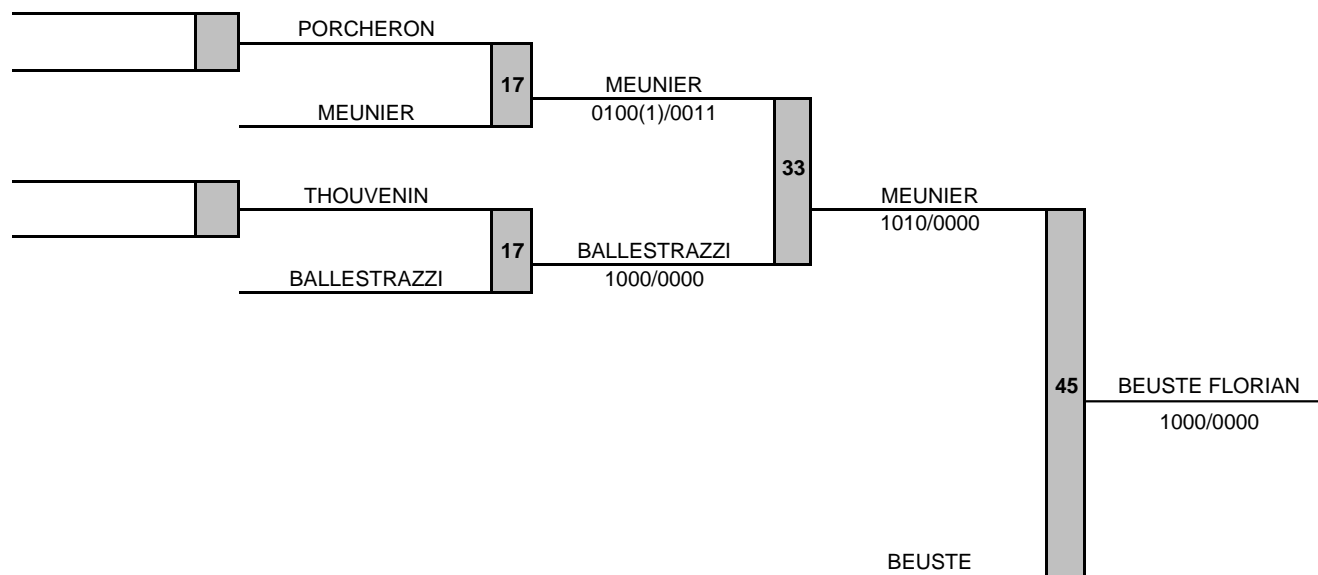 PORCHERON
17
MEUNIER
MEUNIER
0100(1)/0011
33
THOUVENIN
17
BALLESTRAZZI
BALLESTRAZZI
1000/0000
MEUNIER
1010/0000
45
BEUSTE FLORIAN
1000/0000
BEUSTE